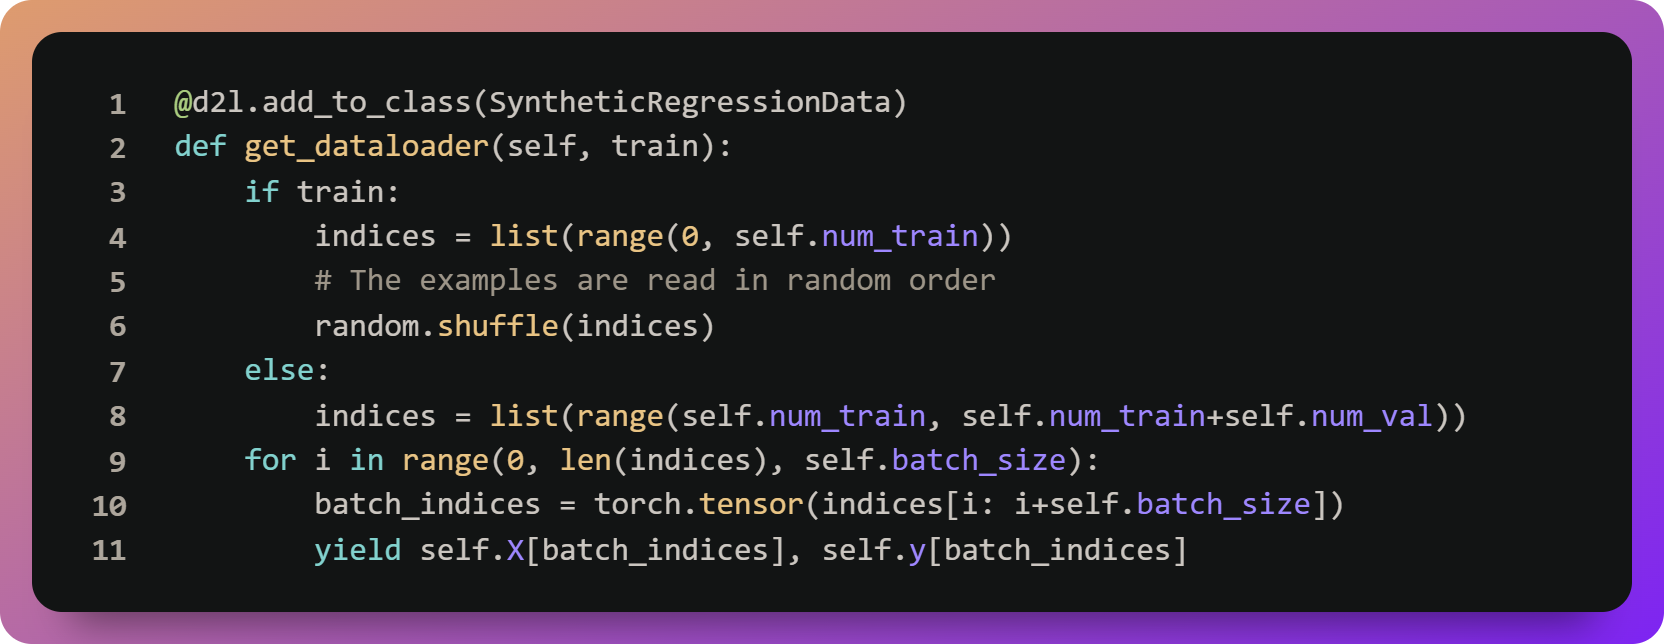 1 @d2l.add_to_class(SyntheticRegressionData)
2 def get_dataloader(self, train):
3     if train:
4         indices = list(range(0, self.num_train))
5         # The examples are read in random order
6         random.shuffle(indices)
7     else:
8         indices = list(range(self.num_train, self.num_train+self.num_val))
9     for i in range(0, len(indices), self.batch_size):
10         batch_indices = torch.tensor(indices[i: i+self.batch_size])
11         yield self.X[batch_indices], self.y[batch_indices]